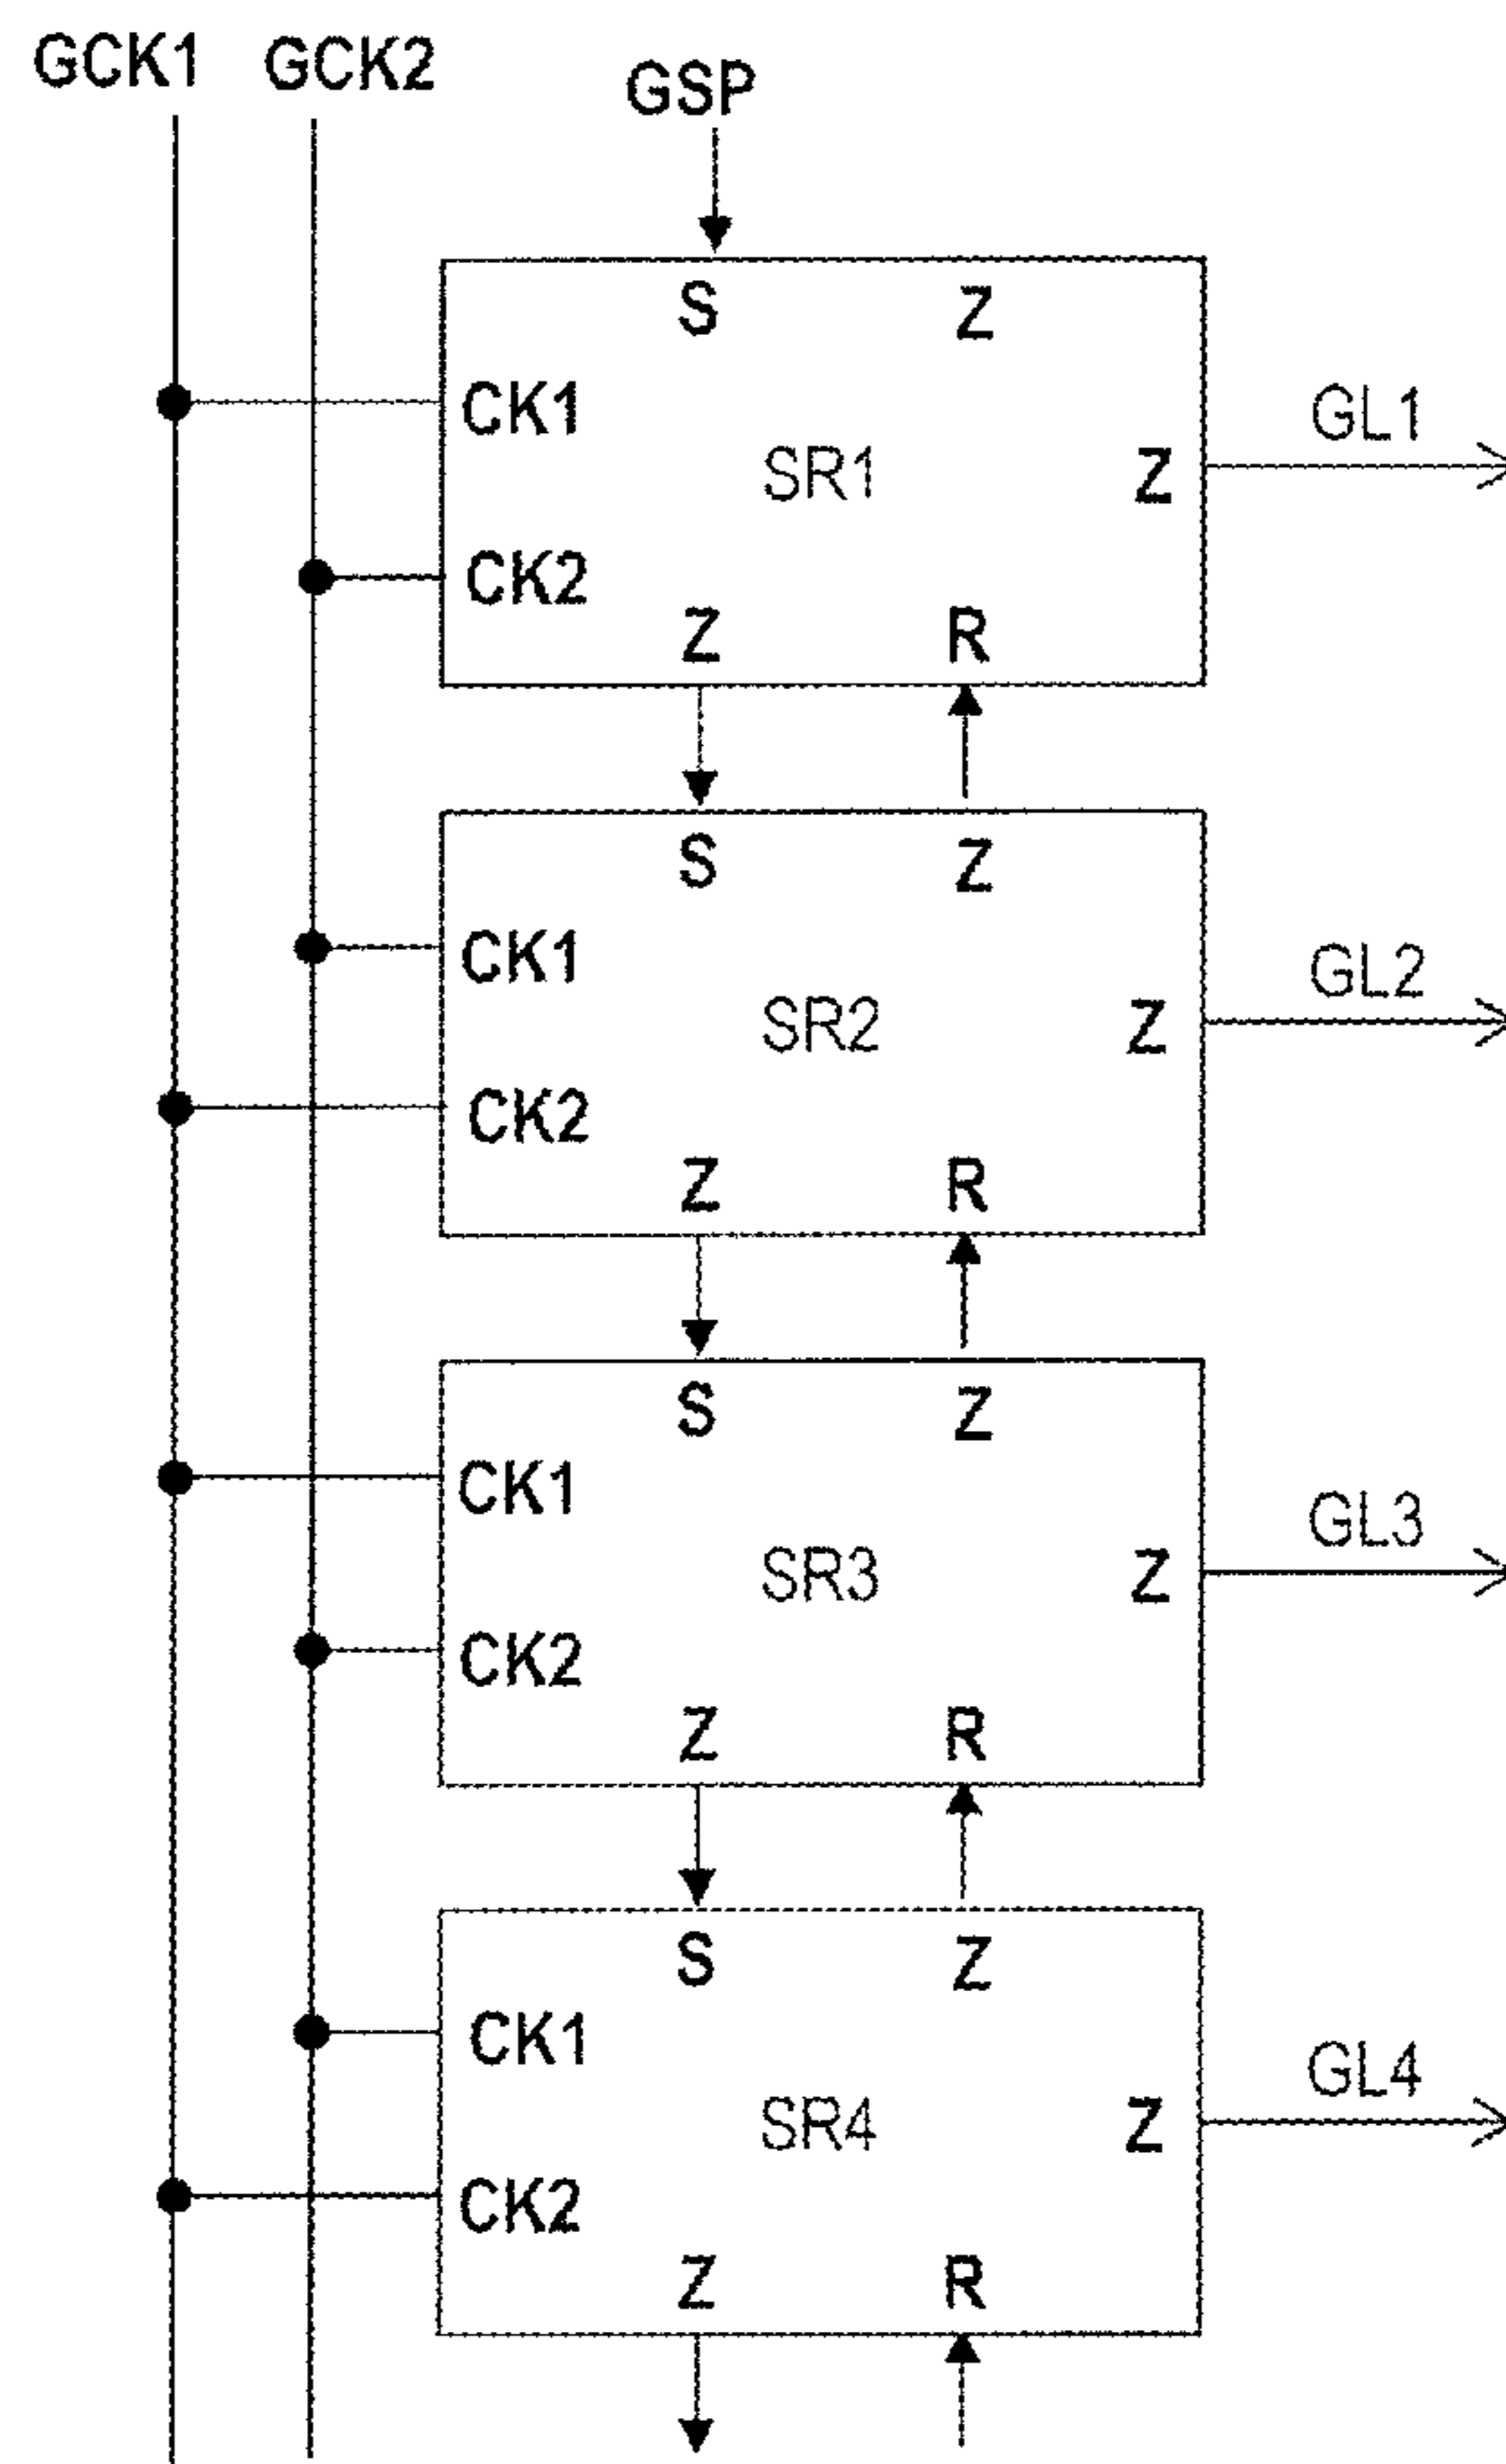 GCK1 GCK2 GSP
S Z
CK1 GL1
SR1 Z
CK2
Z R
S Z
CK1 GL2
SR2 Z
CK2
Z R
S Z
CK1 GL3
SR3 Z
CK2
Z R
S Z
CK1 GL4
SR4 Z
CK2
Z R